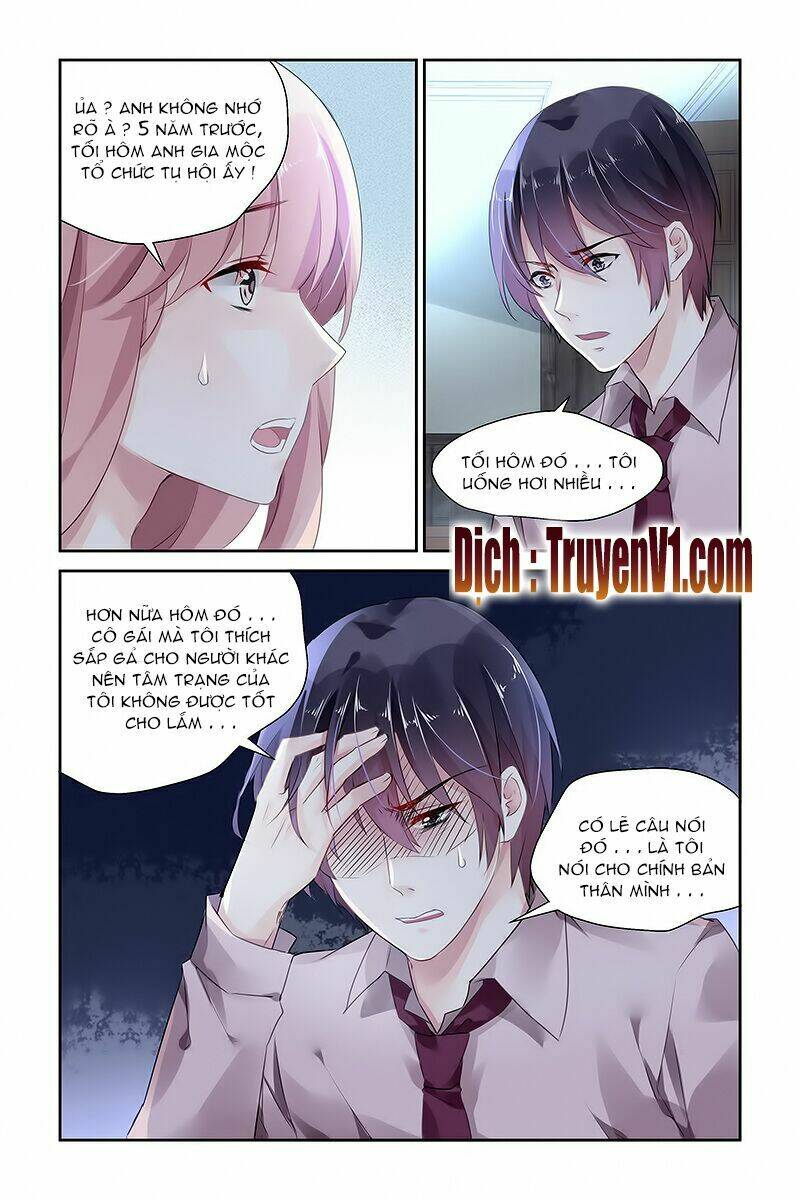 ỦA ? ANH KHÔNG NHỚ
RÕ À ? 5 NĂM TRƯỚC,
TỐI HÔM ANH GIA MỘC
TỔ CHỨC TỤ HỘI ẤY !
TỐI HÔM ĐÓ . . . TÔI
UỐNG HƠI NHIỀU . . .
Dịch : TruyenV1.com
HƠN NỮA HÔM ĐÓ . . .
CÔ GÁI MÀ TÔI THÍCH
SẮP GẢ CHO NGƯỜI KHÁC
NÊN TÂM TRẠNG CỦA
TÔI KHÔNG ĐƯỢC TỐT
CHO LẮM . . .
CÓ LẼ CÂU NÓI
ĐÓ . . . LÀ TÔI
NÓI CHO CHÍNH BẢN
THÂN MÌNH . . .